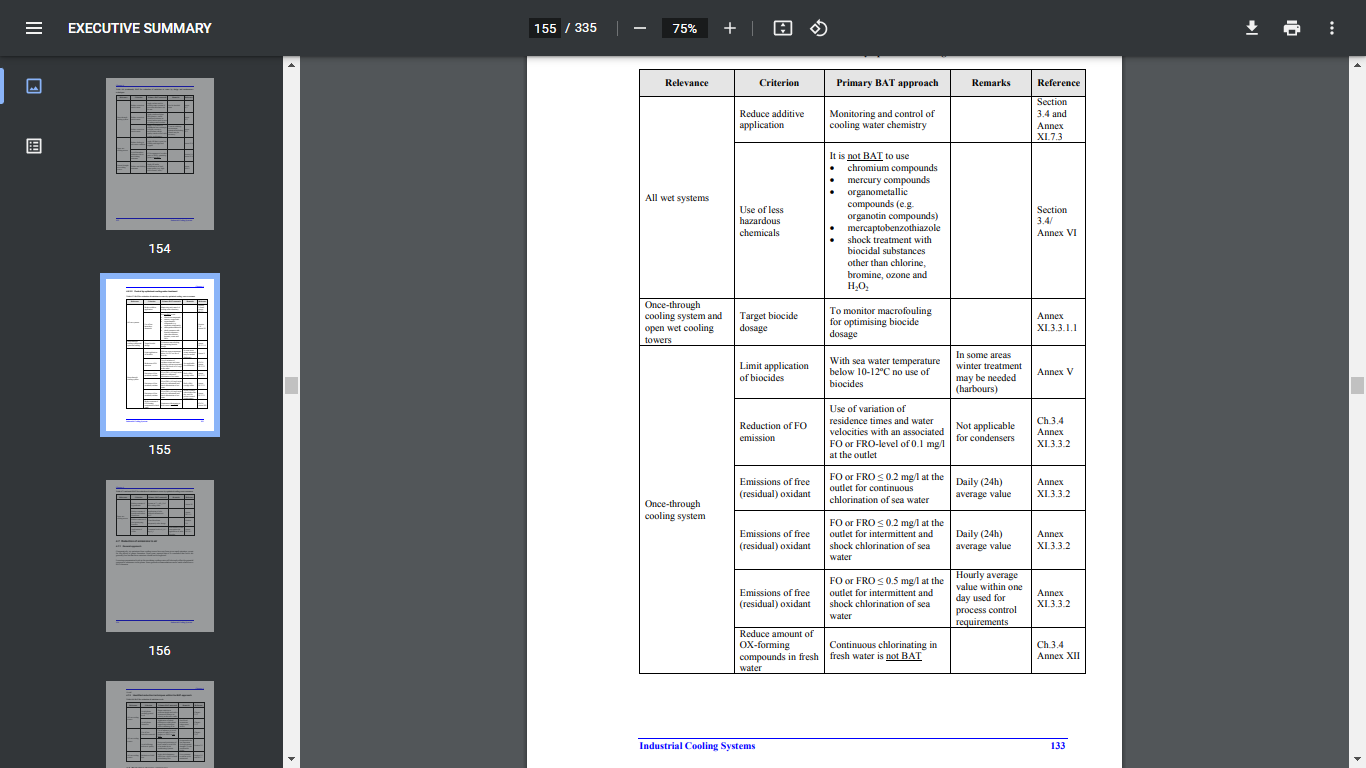 EXECUTIVE SUMMARY
155 / 335
75%
154
155
156
Relevance
Criterion
Primary BAT approach
Remarks
Reference
All wet systems
Reduce additive
application
Monitoring and control of
cooling water chemistry
Section
3.4 and
Annex
XI.7.3
Use of less
hazardous
chemicals
It is not BAT to use
• chromium compounds
• mercury compounds
• organometallic
compounds (e.g.
organotin compounds)
• mercaptobenzothiazole
• shock treatment with
biocidal substances
other than chlorine,
bromine, ozone and
H₂O₂
Section
3.4/
Annex VI
Once-through
cooling system and
open wet cooling
towers
Target biocide
dosage
To monitor macrofouling
for optimising biocide
dosage
Annex
XI.3.3.1.1
Once-through
cooling system
Limit application
of biocides
With sea water temperature
below 10-12°C no use of
biocides
In some areas
winter treatment
may be needed
(harbours)
Annex V
Reduction of FO
emission
Use of variation of
residence times and water
velocities with an associated
FO or FRO-level of 0.1 mg/l
at the outlet
Not applicable
for condensers
Ch.3.4
Annex
XI.3.3.2
Emissions of free
(residual) oxidant
FO or FRO ≤ 0.2 mg/l at the
outlet for continuous
chlorination of sea water
Daily (24h)
average value
Annex
XI.3.3.2
Emissions of free
(residual) oxidant
FO or FRO ≤ 0.2 mg/l at the
outlet for intermittent and
shock chlorination of sea
water
Daily (24h)
average value
Annex
XI.3.3.2
Emissions of free
(residual) oxidant
FO or FRO ≤ 0.5 mg/l at the
outlet for intermittent and
shock chlorination of sea
water
Hourly average
value within one
day used for
process control
requirements
Annex
XI.3.3.2
Reduce amount of
OX-forming
compounds in fresh
water
Continuous chlorinating in
fresh water is not BAT
Ch.3.4
Annex XII
Industrial Cooling Systems
133